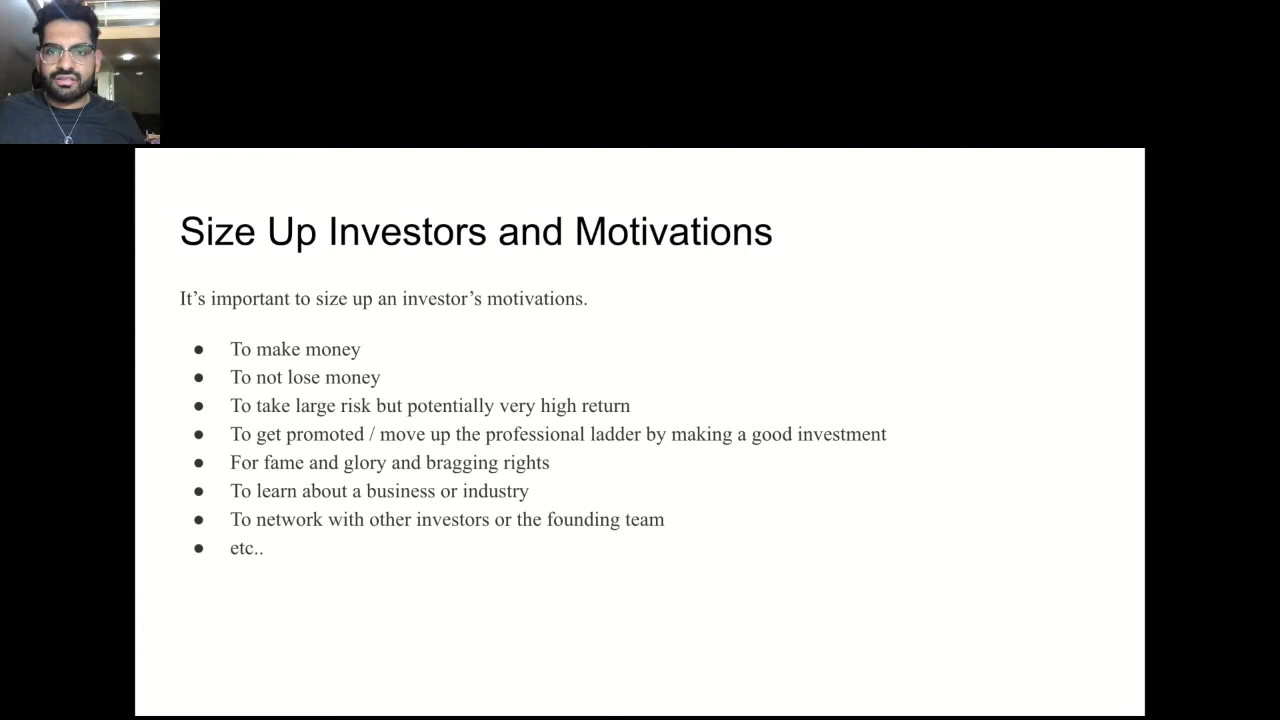 Size Up Investors and Motivations
It’s important to size up an investor’s motivations.
● To make money
● To not lose money
● To take large risk but potentially very high return
● To get promoted / move up the professional ladder by making a good investment
● For fame and glory and bragging rights
● To learn about a business or industry
● To network with other investors or the founding team
● etc..